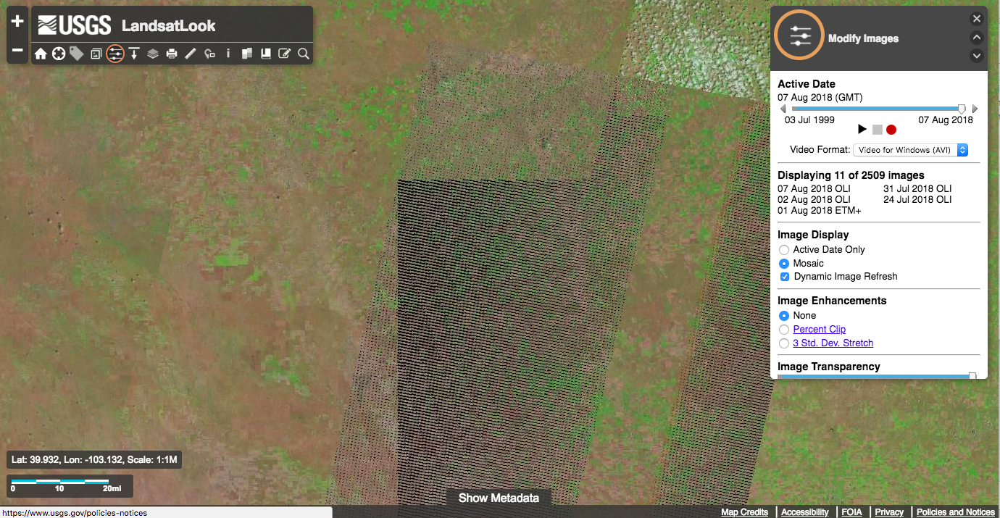 USGS LandsatLook
Modify Images
Active Date
07 Aug 2018 (GMT)
03 Jul 1999 07 Aug 2018
Video Format: Video for Windows (AVI)
Displaying 11 of 2509 images
07 Aug 2018 OLI 31 Jul 2018 OLI
02 Aug 2018 OLI 24 Jul 2018 OLI
01 Aug 2018 ETM+
Image Display
Active Date Only
Mosaic
Dynamic Image Refresh
Image Enhancements
None
Percent Clip
3 Std. Dev. Stretch
Image Transparency
Lat: 39.932, Lon: -103.132, Scale: 1:1M
0 10 20mi
Show Metadata
https://www.usgs.gov/policies-notices
Map Credits Accessibility FOIA Privacy Policies and Notices